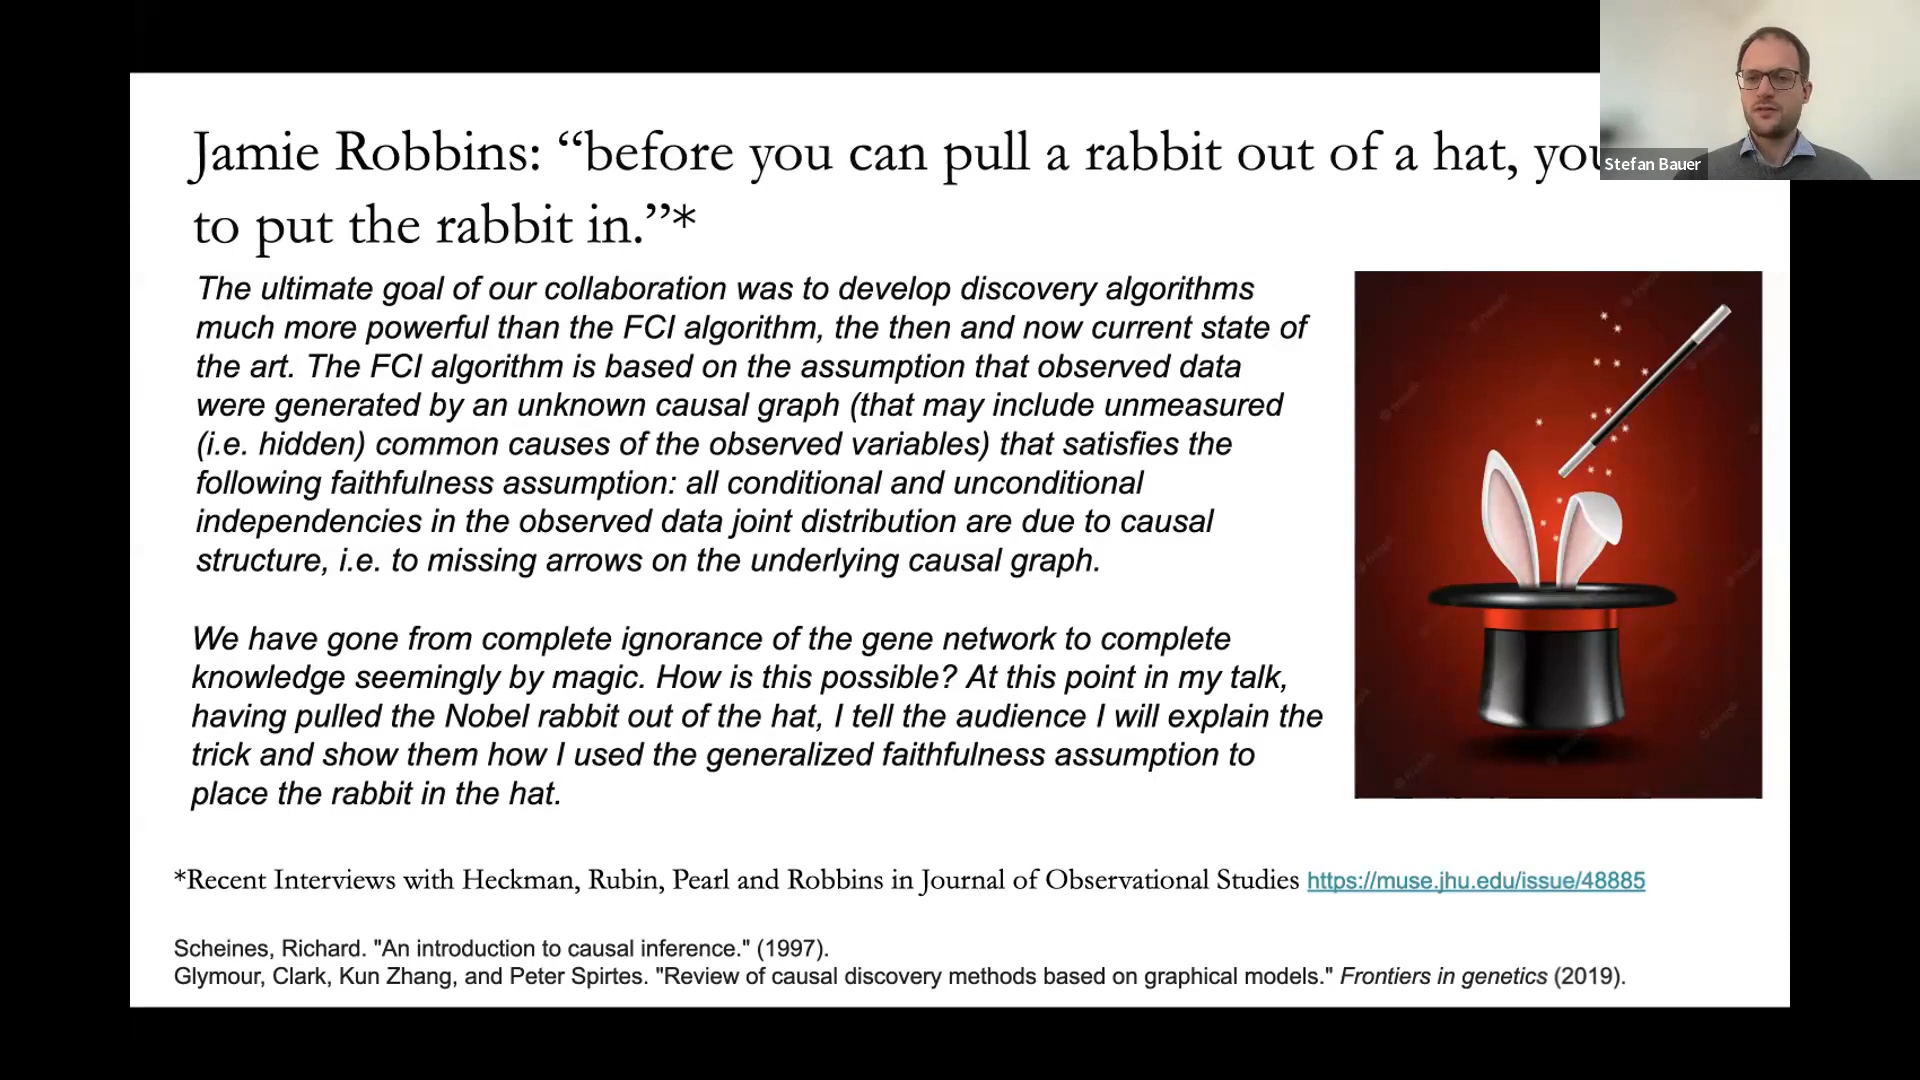 Jamie Robbins: “before you can pull a rabbit out of a hat, you
to put the rabbit in.”*
Stefan Bauer
The ultimate goal of our collaboration was to develop discovery algorithms
much more powerful than the FCI algorithm, the then and now current state of
the art. The FCI algorithm is based on the assumption that observed data
were generated by an unknown causal graph (that may include unmeasured
(i.e. hidden) common causes of the observed variables) that satisfies the
following faithfulness assumption: all conditional and unconditional
independencies in the observed data joint distribution are due to causal
structure, i.e. to missing arrows on the underlying causal graph.
We have gone from complete ignorance of the gene network to complete
knowledge seemingly by magic. How is this possible? At this point in my talk,
having pulled the Nobel rabbit out of the hat, I tell the audience I will explain the
trick and show them how I used the generalized faithfulness assumption to
place the rabbit in the hat.
*Recent Interviews with Heckman, Rubin, Pearl and Robbins in Journal of Observational Studies https://muse.jhu.edu/issue/48885
Scheines, Richard. "An introduction to causal inference." (1997).
Glymour, Clark, Kun Zhang, and Peter Spirtes. "Review of causal discovery methods based on graphical models." Frontiers in genetics (2019).